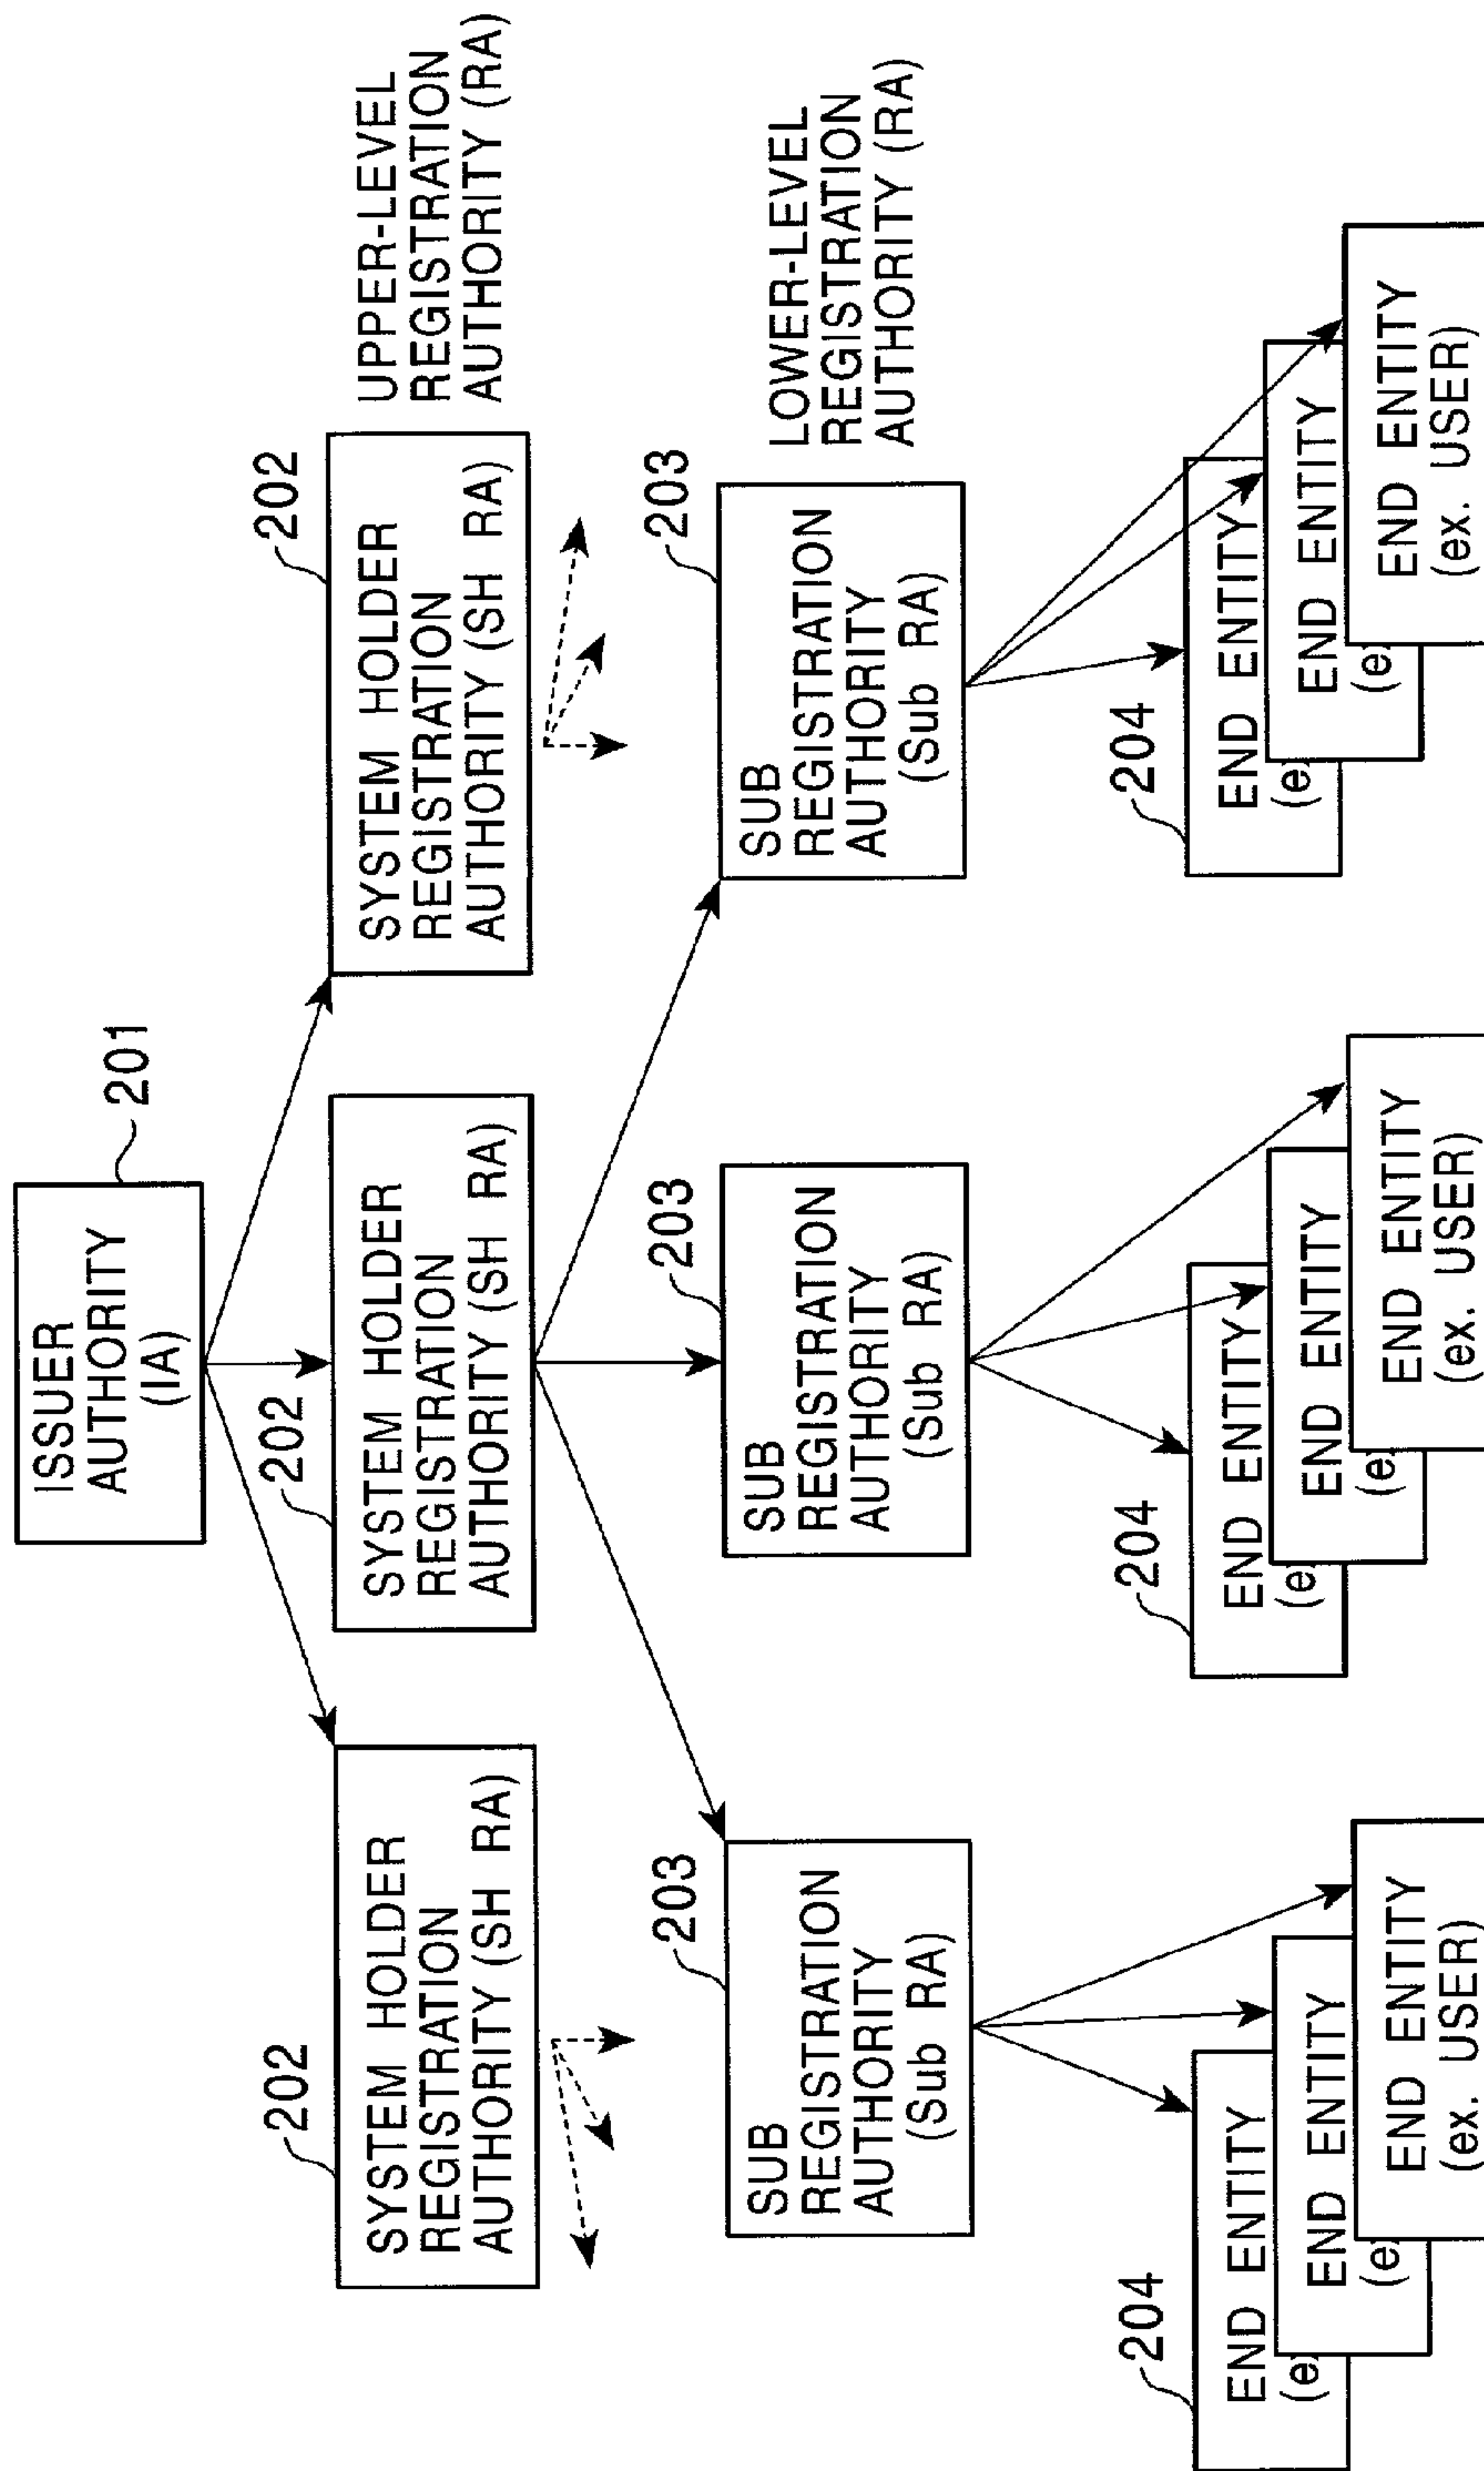 ISSUER
AUTHORITY
(IA)
201
202
SYSTEM HOLDER
REGISTRATION
AUTHORITY (SH RA)
202
SYSTEM HOLDER
REGISTRATION
AUTHORITY (SH RA)
202
SYSTEM HOLDER
REGISTRATION
AUTHORITY (SH RA)
UPPER-LEVEL
REGISTRATION
AUTHORITY (RA)
203
SUB
REGISTRATION
AUTHORITY
(Sub RA)
203
SUB
REGISTRATION
AUTHORITY
(Sub RA)
203
SUB
REGISTRATION
AUTHORITY
(Sub RA)
LOWER-LEVEL
REGISTRATION
AUTHORITY (RA)
204
END ENTITY
(e
END ENTITY
(e
END ENTITY
(ex. USER)
204
END ENTITY
(e
END ENTITY
(e
END ENTITY
(ex. USER)
204
END ENTITY
(e
END ENTITY
(e
END ENTITY
(ex. USER)